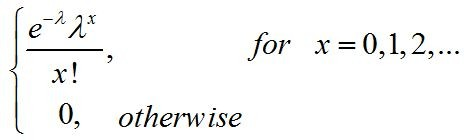 e^{-λ} λ^x / x! , for x = 0,1,2,...
0, otherwise